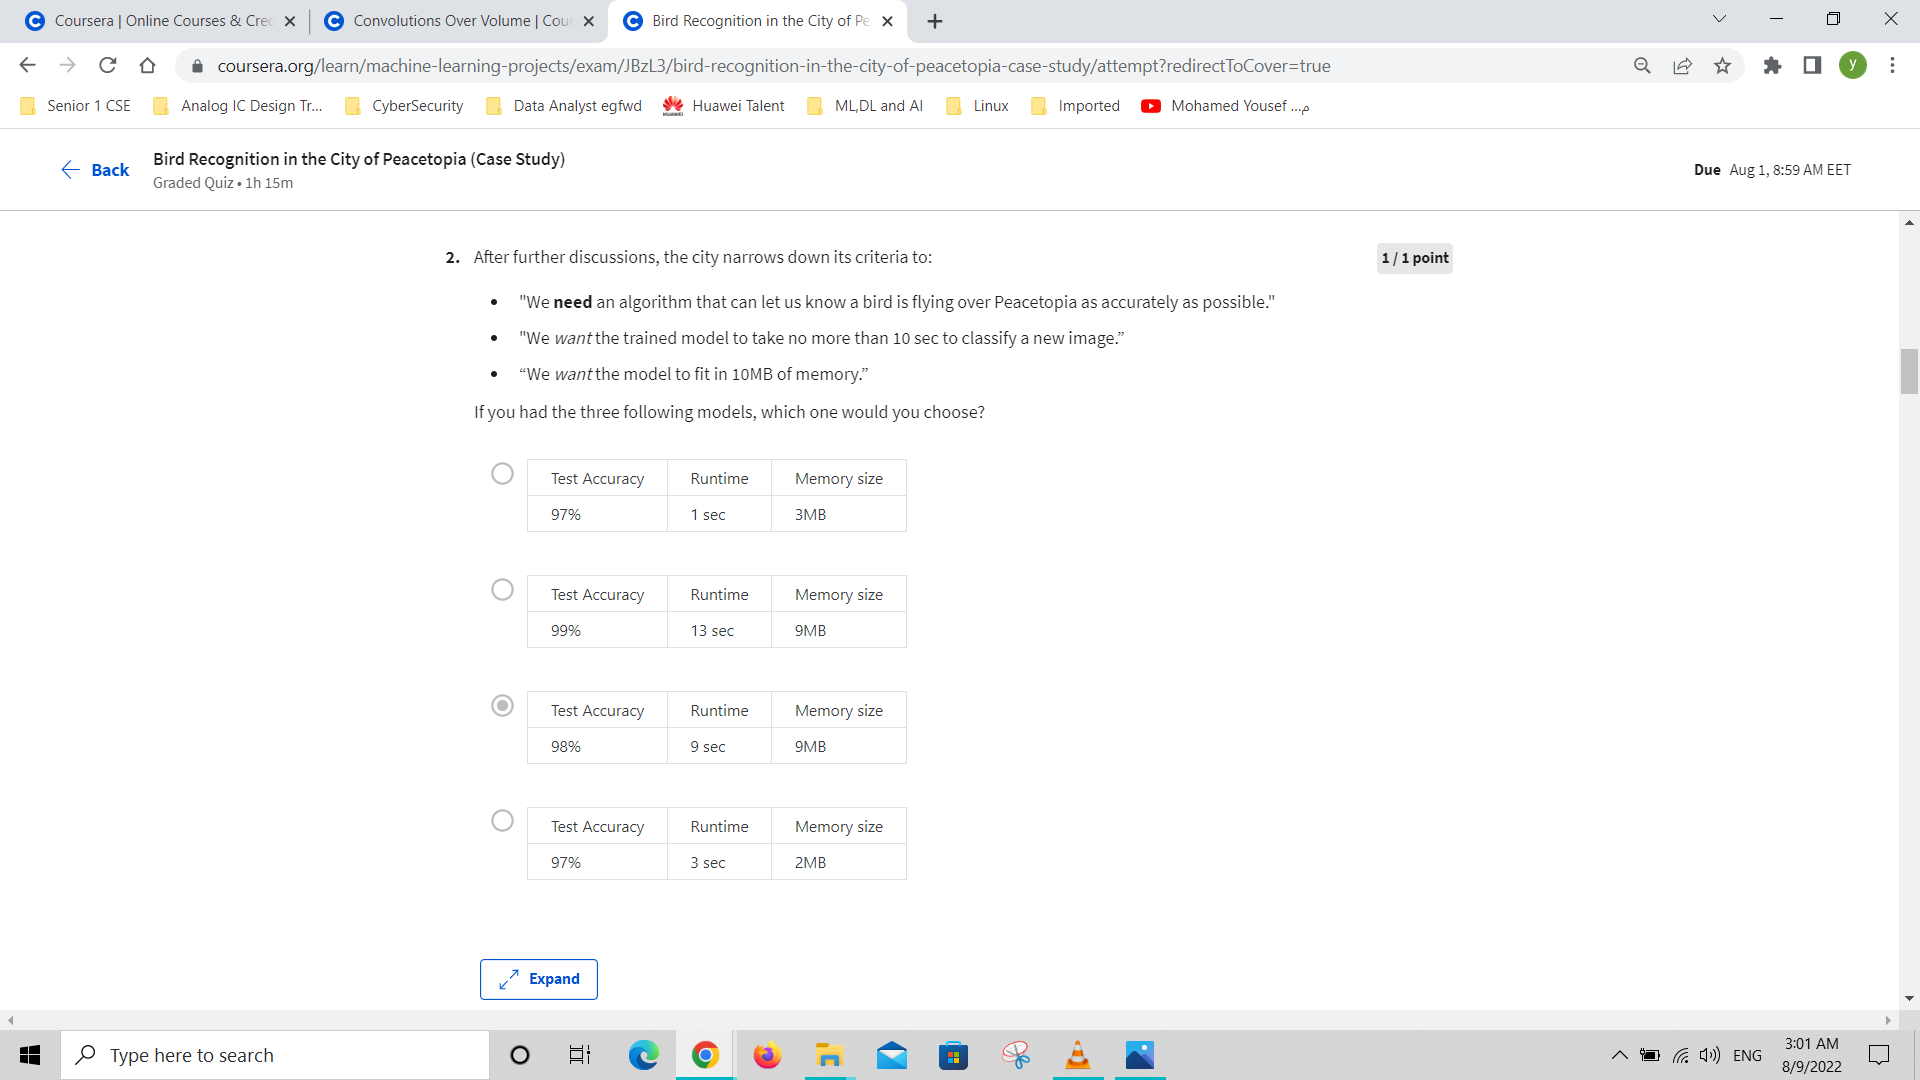 Coursera | Online Courses & Crec
Convolutions Over Volume | Cour
Bird Recognition in the City of Pe
coursera.org/learn/machine-learning-projects/exam/JBzL3/bird-recognition-in-the-city-of-peacetopia-case-study/attempt?redirectToCover=true
y
Senior 1 CSE
Analog IC Design Tr...
CyberSecurity
Data Analyst egfwd
Huawei Talent
ML,DL and AI
Linux
Imported
Mohamed Yousef ...م
Back
Bird Recognition in the City of Peacetopia (Case Study)
Graded Quiz • 1h 15m
Due Aug 1, 8:59 AM EET
2. After further discussions, the city narrows down its criteria to:
1 / 1 point
• "We need an algorithm that can let us know a bird is flying over Peacetopia as accurately as possible."
• "We want the trained model to take no more than 10 sec to classify a new image.”
• “We want the model to fit in 10MB of memory.”
If you had the three following models, which one would you choose?
Test Accuracy Runtime Memory size
97% 1 sec 3MB
Test Accuracy Runtime Memory size
99% 13 sec 9MB
Test Accuracy Runtime Memory size
98% 9 sec 9MB
Test Accuracy Runtime Memory size
97% 3 sec 2MB
Expand
Type here to search
ENG
3:01 AM
8/9/2022